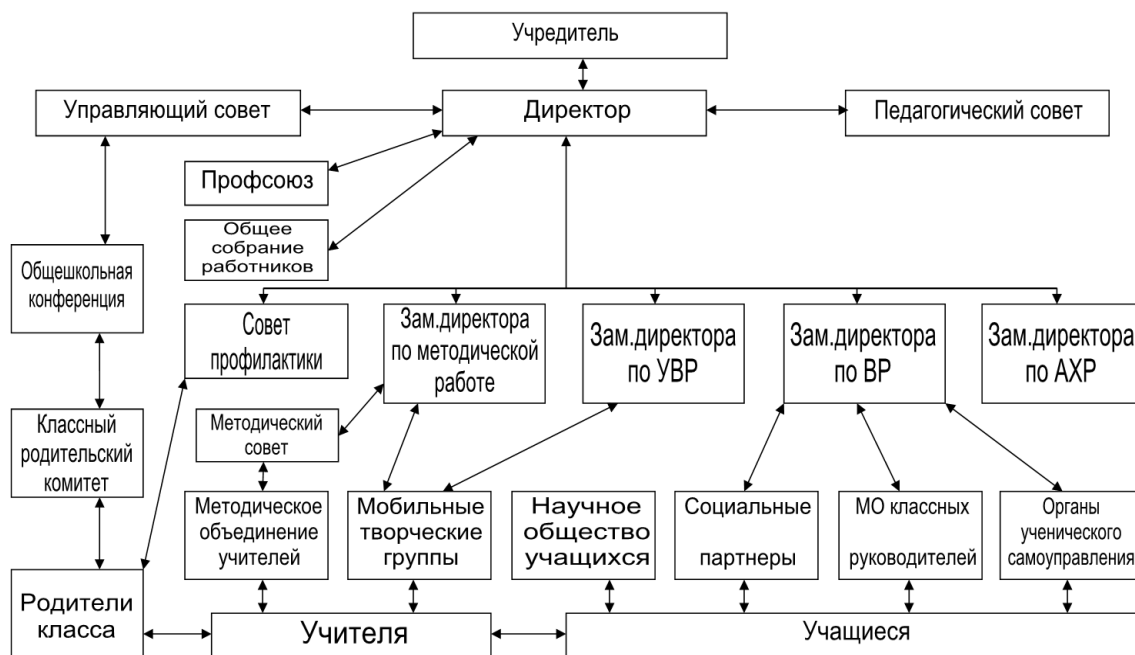 Учредитель
Управляющий совет
Директор
Педагогический совет
Профсоюз
Общее
собрание
работников
Общешкольная
конференция
Совет
профилактики
Зам.директора
по методической
работе
Зам.директора
по УВР
Зам.директора
по ВР
Зам.директора
по АХР
Классный
родительский
комитет
Методический
совет
Методическое
объединение
учителей
Мобильные
творческие
группы
Научное
общество
учащихся
Социальные
партнеры
МО классных
руководителей
Органы
ученического
самоуправления
Родители
класса
Учителя
Учащиеся